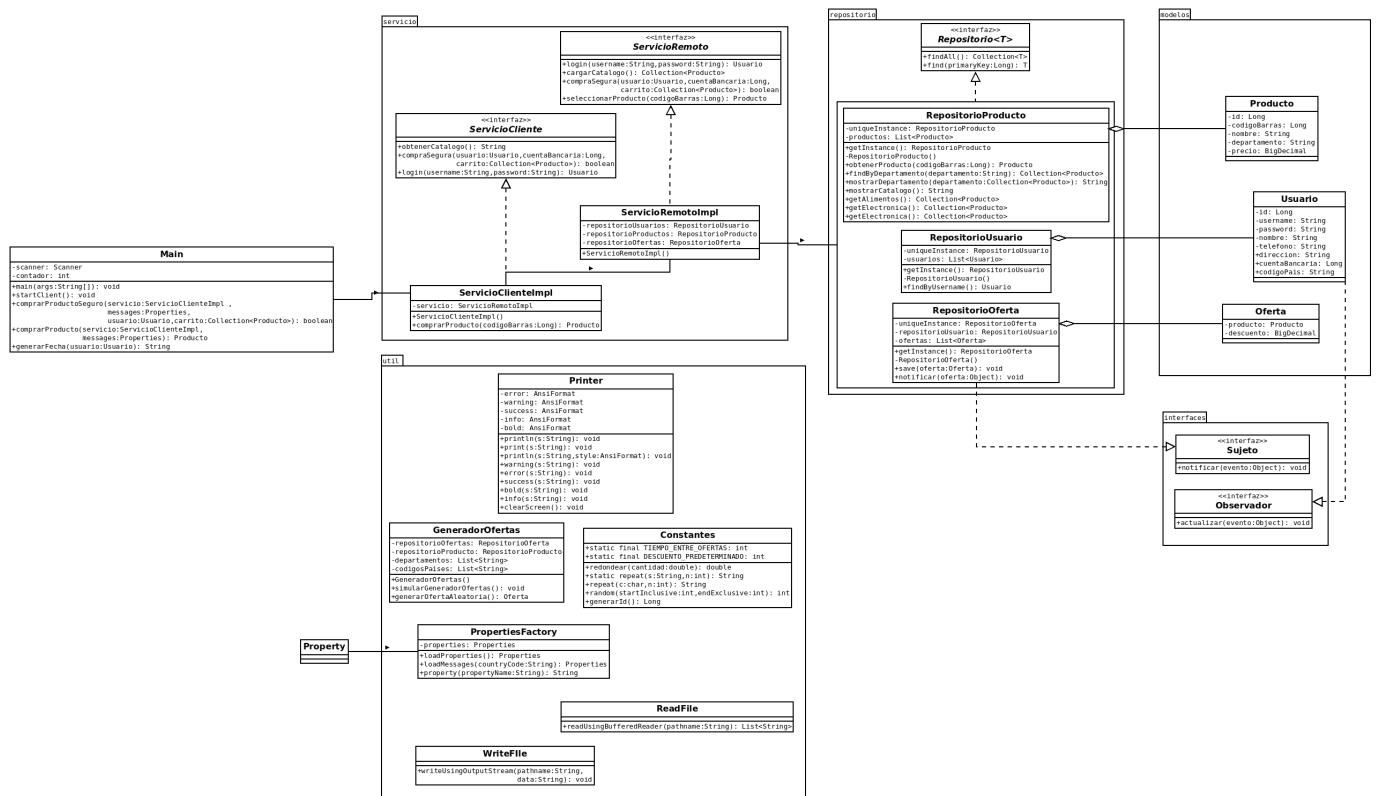 servicio
<<interfaz>>
ServicioRemoto
+login(username:String,password:String): Usuario
+cargarCatalogo(): Collection<Producto>
+compraSegura(usuario:Usuario,cuentaBancaria:Long,
carrito:Collection<Producto>): boolean
+seleccionarProducto(codigoBarras:Long): Producto
<<interfaz>>
ServicioCliente
+obtenerCatalogo(): String
+compraSegura(usuario:Usuario,cuentaBancaria:Long,
carrito:Collection<Producto>): boolean
+login(username:String,password:String): Usuario
ServicioRemotoImpl
-repositorioUsuarios: RepositorioUsuario
-repositorioProductos: RepositorioProducto
-repositorioOfertas: RepositorioOferta
+ServicioRemotoImpl()
ServicioClienteImpl
-servicio: ServicioRemotoImpl
+ServicioClienteImpl()
+comprarProducto(codigoBarras:Long): Producto
Main
-scanner: Scanner
-contador: int
+main(args:String[]): void
+startClient(): void
+comprarProductoSeguro(servicio:ServicioClienteImpl ,
messages:Properties,
usuario:Usuario,carrito:Collection<Producto>): boolean
+comprarProducto(servicio:ServicioClienteImpl,
messages:Properties): Producto
+generarFecha(usuario:Usuario): String
repositorio
<<interfaz>>
Repositorio<T>
+findAll(): Collection<T>
+find(primaryKey:Long): T
RepositorioProducto
-uniqueInstance: RepositorioProducto
-productos: List<Producto>
+getInstance(): RepositorioProducto
-RepositorioProducto()
+obtenerProducto(codigoBarras:Long): Producto
+findByDepartamento(departamento:String): Collection<Producto>
+mostrarDepartamento(departamento:Collection<Producto>): String
+mostrarCatalogo(): String
+getAlimentos(): Collection<Producto>
+getElectronica(): Collection<Producto>
+getElectronica(): Collection<Producto>
RepositorioUsuario
-uniqueInstance: RepositorioUsuario
-usuarios: List<Usuario>
+getInstance(): RepositorioUsuario
-RepositorioUsuario()
+findByUsername(): Usuario
RepositorioOferta
-uniqueInstance: RepositorioOferta
-repositorioUsuario: RepositorioUsuario
-ofertas: List<Oferta>
+getInstance(): RepositorioOferta
-RepositorioOferta()
+save(oferta:Oferta): void
+notificar(oferta:Object): void
modelos
Producto
-id: Long
-codigoBarras: Long
-nombre: String
-departamento: String
-precio: BigDecimal
Usuario
-id: Long
-username: String
-password: String
-nombre: String
-telefono: String
+direccion: String
+cuentaBancaria: Long
+codigoPais: String
Oferta
-producto: Producto
-descuento: BigDecimal
interfaces
<<interfaz>>
Sujeto
+notificar(evento:Object): void
<<interfaz>>
Observador
+actualizar(evento:Object): void
util
Printer
-error: AnsiFormat
-warning: AnsiFormat
-success: AnsiFormat
-info: AnsiFormat
-bold: AnsiFormat
+println(s:String): void
+print(s:String): void
+println(s:String,style:AnsiFormat): void
+warning(s:String): void
+error(s:String): void
+success(s:String): void
+bold(s:String): void
+info(s:String): void
+clearScreen(): void
GeneradorOfertas
-repositorioOfertas: RepositorioOferta
-repositorioProducto: RepositorioProducto
-departamentos: List<String>
-codigosPaises: List<String>
+GeneradorOfertas()
+simularGeneradorOfertas(): void
+generarOfertaAleatoria(): Oferta
Constantes
+static final TIEMPO_ENTRE_OFERTAS: int
+static final DESCUENTO_PREDETERMINADO: int
+redondear(cantidad:double): double
+static repeat(s:String,n:int): String
+repeat(c:char,n:int): String
+random(startInclusive:int,endExclusive:int): int
+generarId(): Long
Property
PropertiesFactory
-properties: Properties
+loadProperties(): Properties
+loadMessages(countryCode:String): Properties
+property(propertyName:String): String
ReadFile
+readUsingBufferedReader(pathname:String): List<String>
WriteFIle
+writeUsingOutputStream(pathname:String,
data:String): void